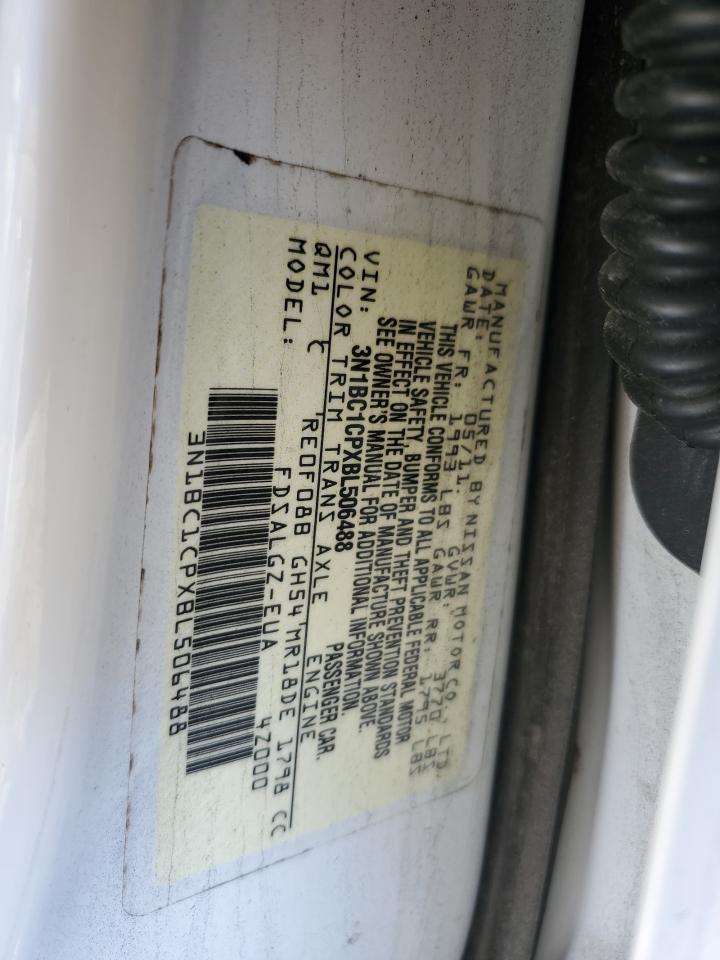 MANUFACTURED BY NISSAN MOTOR CO., LTD.
DATE: 05/11. GVWR: 3720 LBS
GAWR FR: 1993 LBS GAWR RR: 1795 LBS
THIS VEHICLE CONFORMS TO ALL APPLICABLE FEDERAL MOTOR
VEHICLE SAFETY, BUMPER AND THEFT PREVENTION STANDARDS
IN EFFECT ON THE DATE OF MANUFACTURE SHOWN ABOVE.
SEE OWNER'S MANUAL FOR ADDITIONAL INFORMATION.
VIN: 3N1BC1CPXBL506488 PASSENGER CAR.
COLOR TRIM TRANS AXLE ENGINE
QM1 C RE0F08B GH54 MR18DE 1798 CC
MODEL: FDSALGZ-EUA 4Z000
3N1BC1CPXBL506488